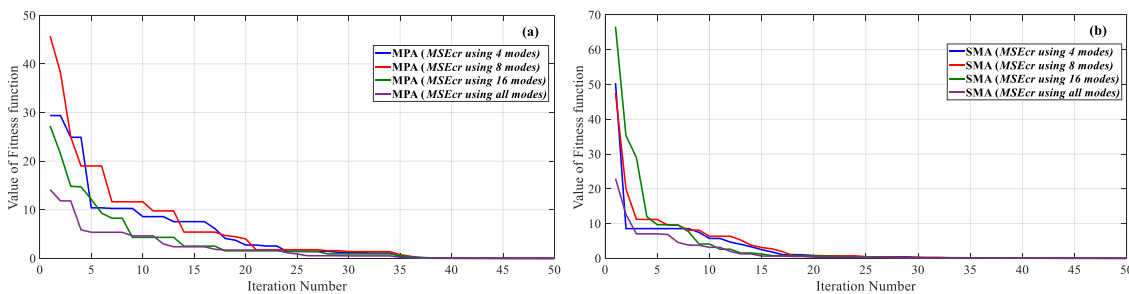 (a)
MPA (MSEcr using 4 modes)
MPA (MSEcr using 8 modes)
MPA (MSEcr using 16 modes)
MPA (MSEcr using all modes)
Value of Fitness function
50
40
30
20
10
0
0 5 10 15 20 25 30 35 40 45 50
Iteration Number
(b)
SMA (MSEcr using 4 modes)
SMA (MSEcr using 8 modes)
SMA (MSEcr using 16 modes)
SMA (MSEcr using all modes)
Value of Fitness function
70
60
50
40
30
20
10
0
0 5 10 15 20 25 30 35 40 45 50
Iteration Number